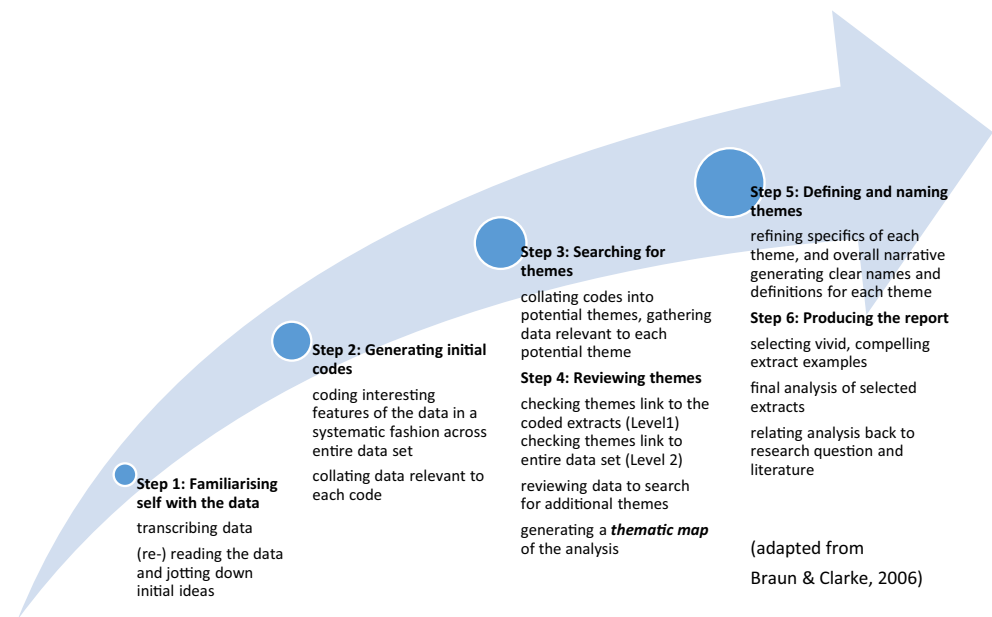 Step 1: Familiarising
self with the data
transcribing data
(re-) reading the data
and jotting down
initial ideas
Step 2: Generating initial
codes
coding interesting
features of the data in a
systematic fashion across
entire data set
collating data relevant to
each code
Step 3: Searching for
themes
collating codes into
potential themes, gathering
data relevant to each
potential theme
Step 4: Reviewing themes
checking themes link to the
coded extracts (Level1)
checking themes link to
entire data set (Level 2)
reviewing data to search
for additional themes
generating a thematic map
of the analysis
Step 5: Defining and naming
themes
refining specifics of each
theme, and overall narrative
generating clear names and
definitions for each theme
Step 6: Producing the report
selecting vivid, compelling
extract examples
final analysis of selected
extracts
relating analysis back to
research question and
literature
(adapted from
Braun & Clarke, 2006)